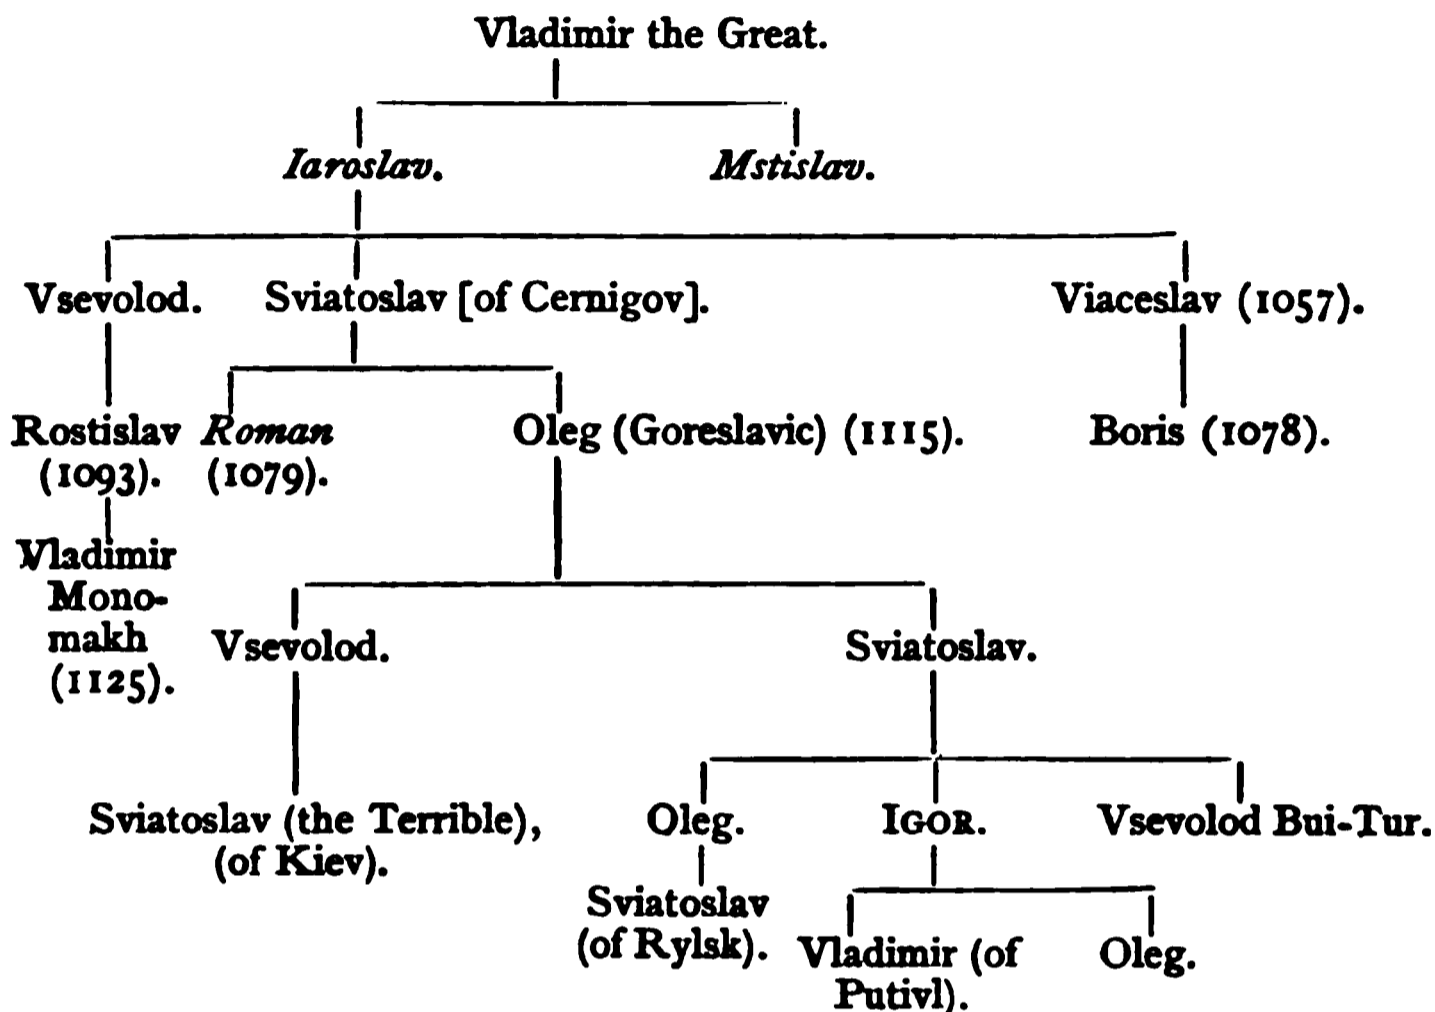 Vladimir the Great.
Iaroslav. Mstislav.
Vsevolod. Sviatoslav [of Cernigov]. Viaceslav (1057).
Rostislav Roman Oleg (Goreslavic) (1115). Boris (1078).
(1093). (1079).
Vladimir
Mono-
makh Vsevolod. Sviatoslav.
(1125).
Sviatoslav (the Terrible), Oleg. IGOR. Vsevolod Bui-Tur.
(of Kiev).
Sviatoslav
(of Rylsk). Vladimir (of Oleg.
Putivl).